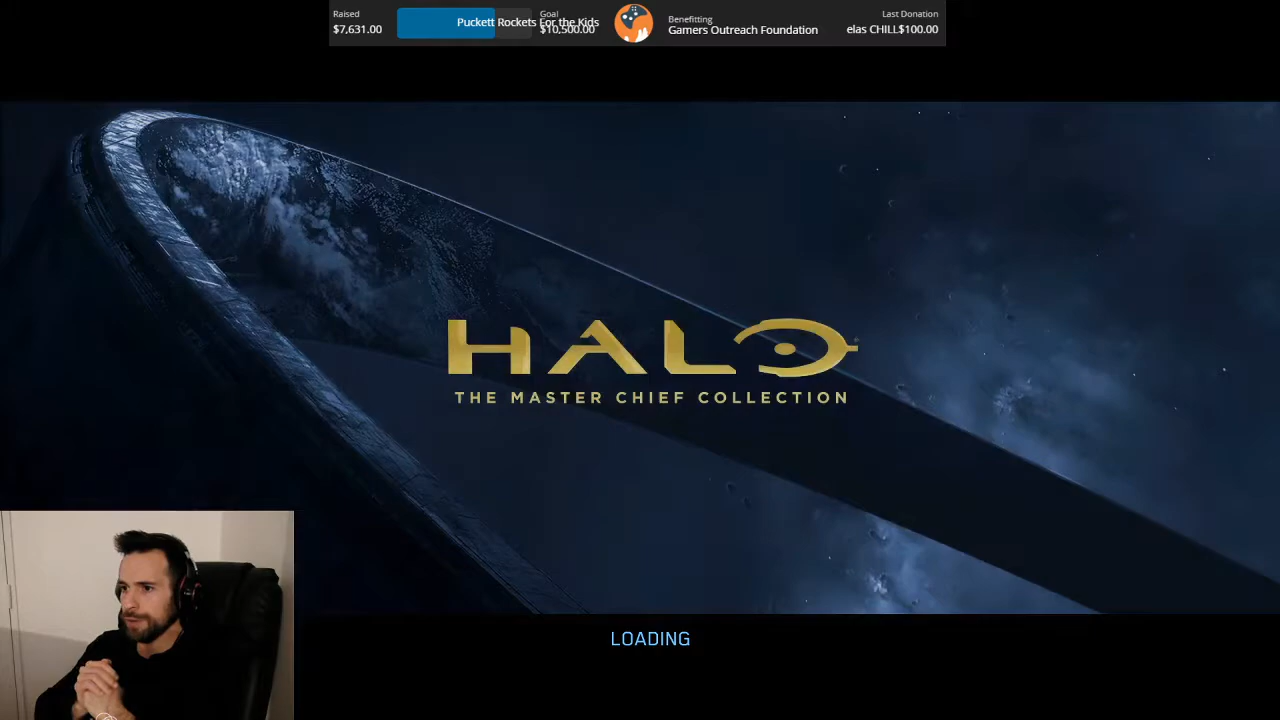 Raised
$7,631.00
Puckett Rockets For the Kids
Goal
$10,500.00
Benefitting
Gamers Outreach Foundation
Last Donation
elas CHILL$100.00
HALO
THE MASTER CHIEF COLLECTION
LOADING